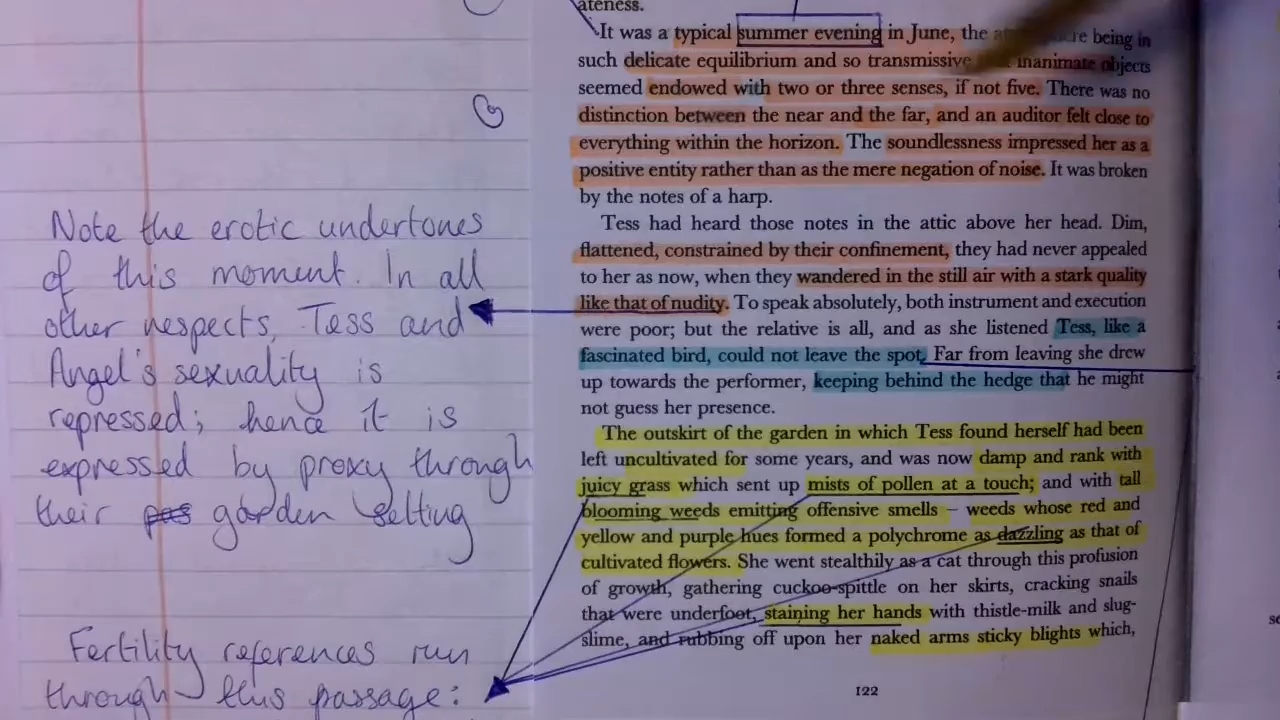 ateness.
It was a typical summer evening in June, the being in
such delicate equilibrium and so transmissive inanimate objects
seemed endowed with two or three senses, if not five. There was no
distinction between the near and the far, and an auditor felt close to
everything within the horizon. The soundlessness impressed her as a
positive entity rather than as the mere negation of noise. It was broken
by the notes of a harp.
Tess had heard those notes in the attic above her head. Dim,
flattened, constrained by their confinement, they had never appealed
to her as now, when they wandered in the still air with a stark quality
like that of nudity. To speak absolutely, both instrument and execution
were poor; but the relative is all, and as she listened Tess, like a
fascinated bird, could not leave the spot. Far from leaving she drew
up towards the performer, keeping behind the hedge that he might
not guess her presence.
The outskirt of the garden in which Tess found herself had been
left uncultivated for some years, and was now damp and rank with
juicy grass which sent up mists of pollen at a touch; and with tall
blooming weeds emitting offensive smells – weeds whose red and
yellow and purple hues formed a polychrome as dazzling as that of
cultivated flowers. She went stealthily as a cat through this profusion
of growth, gathering cuckoo-spittle on her skirts, cracking snails
that were underfoot, staining her hands with thistle-milk and slug-
slime, and rubbing off upon her naked arms sticky blights which,
122
Note the erotic undertones
of this moment. In all
other respects, Tess and
Angel's sexuality is
repressed; hence it is
expressed by proxy through
their garden setting
Fertility references run
through this passage: